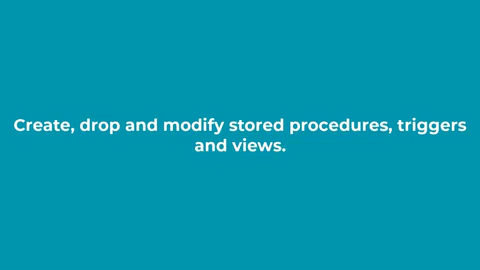 Create, drop and modify stored procedures, triggers
and views.